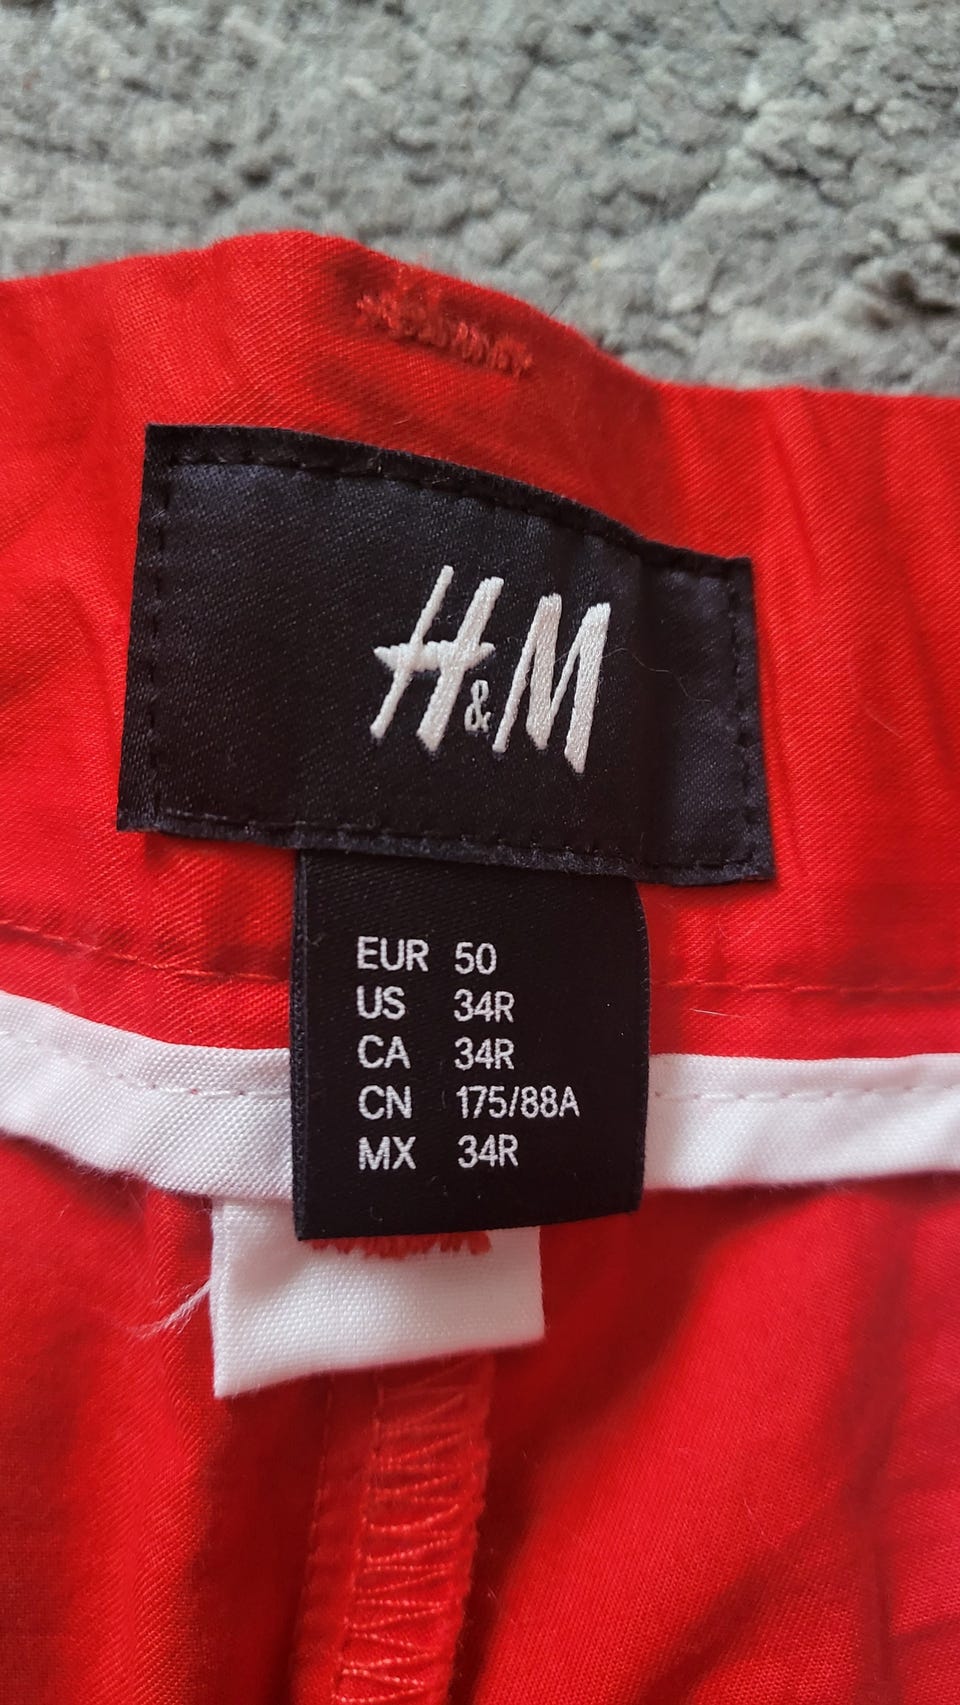 H&M
EUR 50
US 34R
CA 34R
CN 175/88A
MX 34R